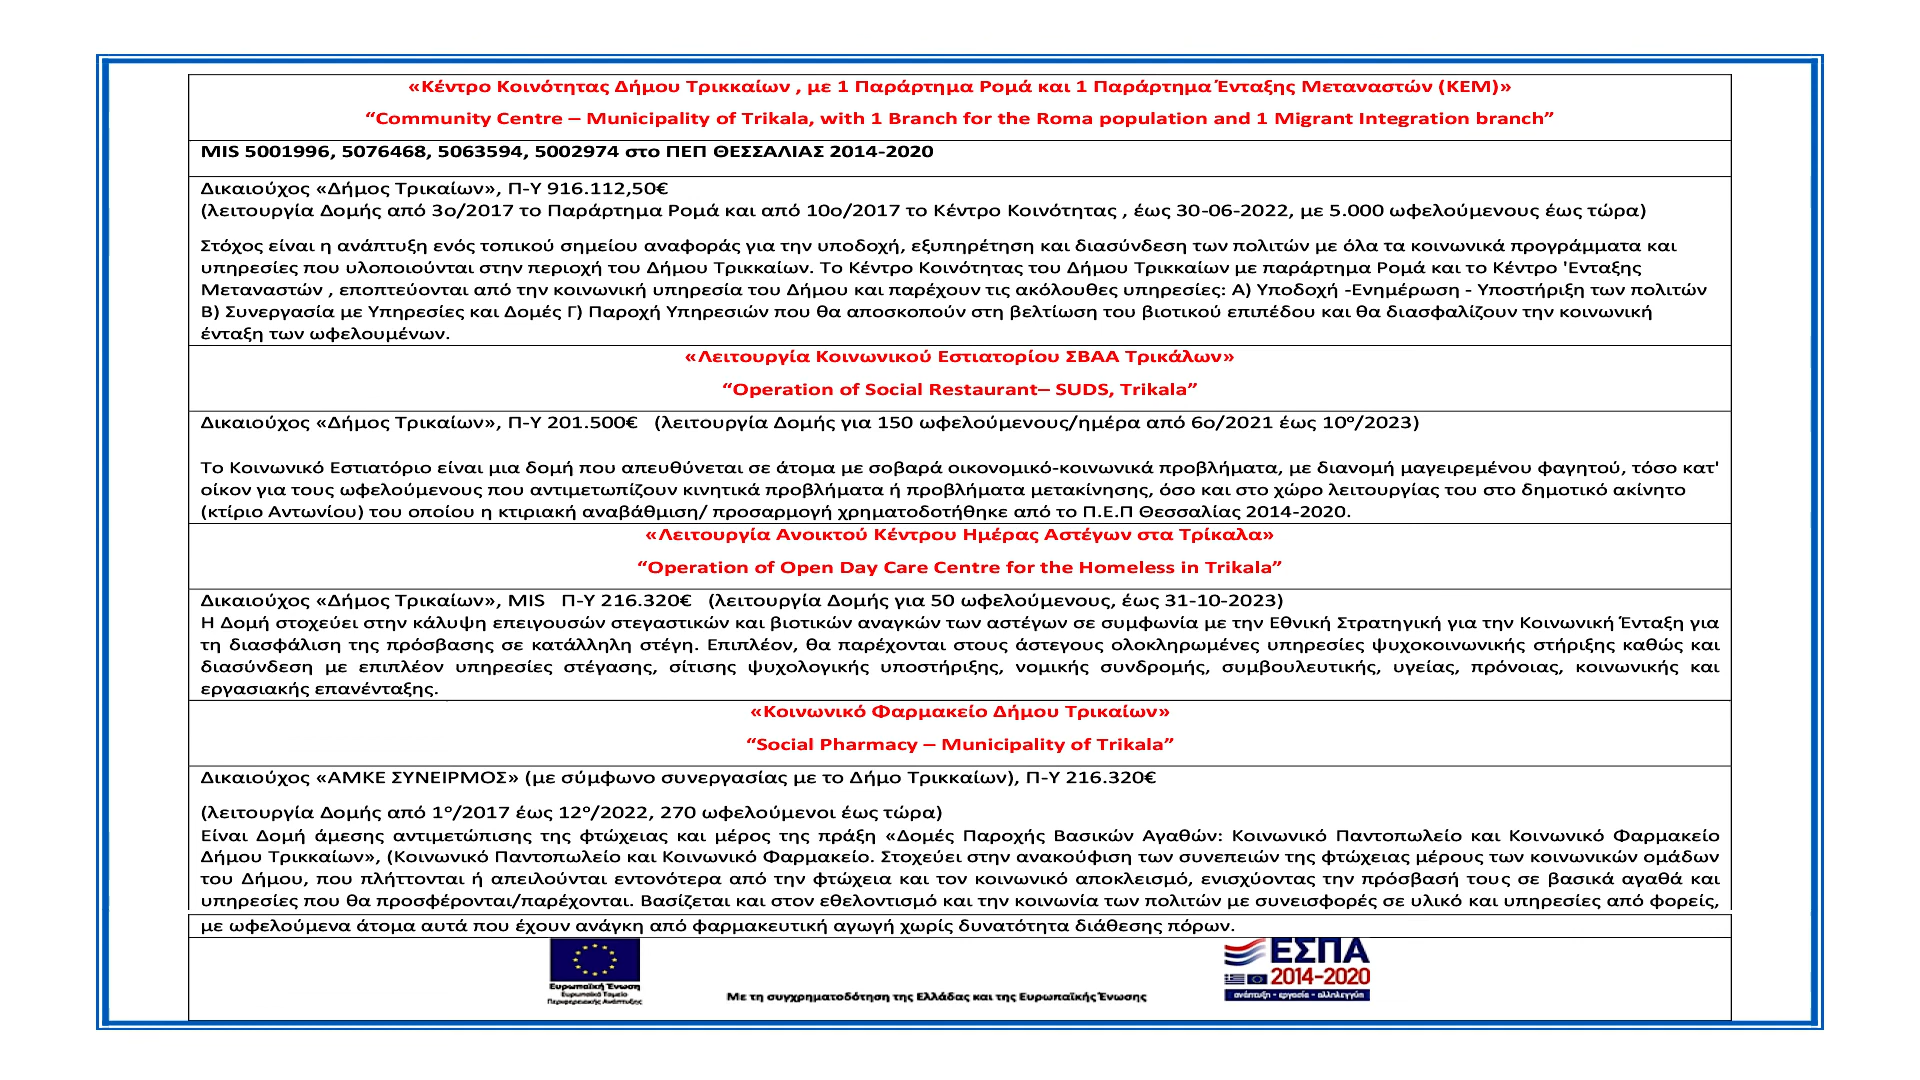 «Κέντρο Κοινότητας Δήμου Τρικκαίων , με 1 Παράρτημα Ρομά και 1 Παράρτημα Ένταξης Μεταναστών (ΚΕΜ)»
“Community Centre – Municipality of Trikala, with 1 Branch for the Roma population and 1 Migrant Integration branch”
MIS 5001996, 5076468, 5063594, 5002974 στο ΠΕΠ ΘΕΣΣΑΛΙΑΣ 2014-2020
Δικαιούχος «Δήμος Τρικαίων», Π-Υ 916.112,50€
(λειτουργία Δομής από 3ο/2017 το Παράρτημα Ρομά και από 10ο/2017 το Κέντρο Κοινότητας , έως 30-06-2022, με 5.000 ωφελούμενους έως τώρα)
Στόχος είναι η ανάπτυξη ενός τοπικού σημείου αναφοράς για την υποδοχή, εξυπηρέτηση και διασύνδεση των πολιτών με όλα τα κοινωνικά προγράμματα και
υπηρεσίες που υλοποιούνται στην περιοχή του Δήμου Τρικκαίων. Το Κέντρο Κοινότητας του Δήμου Τρικκαίων με παράρτημα Ρομά και το Κέντρο 'Ενταξης
Μεταναστών , εποπτεύονται από την κοινωνική υπηρεσία του Δήμου και παρέχουν τις ακόλουθες υπηρεσίες: Α) Υποδοχή -Ενημέρωση - Υποστήριξη των πολιτών
Β) Συνεργασία με Υπηρεσίες και Δομές Γ) Παροχή Υπηρεσιών που θα αποσκοπούν στη βελτίωση του βιοτικού επιπέδου και θα διασφαλίζουν την κοινωνική
ένταξη των ωφελουμένων.
«Λειτουργία Κοινωνικού Εστιατορίου ΣΒΑΑ Τρικάλων»
“Operation of Social Restaurant– SUDS, Trikala”
Δικαιούχος «Δήμος Τρικαίων», Π-Υ 201.500€ (λειτουργία Δομής για 150 ωφελούμενους/ημέρα από 6ο/2021 έως 10ᵒ/2023)
Το Κοινωνικό Εστιατόριο είναι μια δομή που απευθύνεται σε άτομα με σοβαρά οικονομικό-κοινωνικά προβλήματα, με διανομή μαγειρεμένου φαγητού, τόσο κατ'
οίκον για τους ωφελούμενους που αντιμετωπίζουν κινητικά προβλήματα ή προβλήματα μετακίνησης, όσο και στο χώρο λειτουργίας του στο δημοτικό ακίνητο
(κτίριο Αντωνίου) του οποίου η κτιριακή αναβάθμιση/ προσαρμογή χρηματοδοτήθηκε από το Π.Ε.Π Θεσσαλίας 2014-2020.
«Λειτουργία Ανοικτού Κέντρου Ημέρας Αστέγων στα Τρίκαλα»
“Operation of Open Day Care Centre for the Homeless in Trikala”
Δικαιούχος «Δήμος Τρικαίων», MIS Π-Υ 216.320€ (λειτουργία Δομής για 50 ωφελούμενους, έως 31-10-2023)
Η Δομή στοχεύει στην κάλυψη επειγουσών στεγαστικών και βιοτικών αναγκών των αστέγων σε συμφωνία με την Εθνική Στρατηγική για την Κοινωνική Ένταξη για
τη διασφάλιση της πρόσβασης σε κατάλληλη στέγη. Επιπλέον, θα παρέχονται στους άστεγους ολοκληρωμένες υπηρεσίες ψυχοκοινωνικής στήριξης καθώς και
διασύνδεση με επιπλέον υπηρεσίες στέγασης, σίτισης ψυχολογικής υποστήριξης, νομικής συνδρομής, συμβουλευτικής, υγείας, πρόνοιας, κοινωνικής και
εργασιακής επανένταξης.
«Κοινωνικό Φαρμακείο Δήμου Τρικαίων»
“Social Pharmacy – Municipality of Trikala”
Δικαιούχος «ΑΜΚΕ ΣΥΝΕΙΡΜΟΣ» (με σύμφωνο συνεργασίας με το Δήμο Τρικκαίων), Π-Υ 216.320€
(λειτουργία Δομής από 1ᵒ/2017 έως 12ᵒ/2022, 270 ωφελούμενοι έως τώρα)
Είναι Δομή άμεσης αντιμετώπισης της φτώχειας και μέρος της πράξη «Δομές Παροχής Βασικών Αγαθών: Κοινωνικό Παντοπωλείο και Κοινωνικό Φαρμακείο
Δήμου Τρικκαίων», (Κοινωνικό Παντοπωλείο και Κοινωνικό Φαρμακείο. Στοχεύει στην ανακούφιση των συνεπειών της φτώχειας μέρους των κοινωνικών ομάδων
του Δήμου, που πλήττονται ή απειλούνται εντονότερα από την φτώχεια και τον κοινωνικό αποκλεισμό, ενισχύοντας την πρόσβασή τους σε βασικά αγαθά και
υπηρεσίες που θα προσφέρονται/παρέχονται. Βασίζεται και στον εθελοντισμό και την κοινωνία των πολιτών με συνεισφορές σε υλικό και υπηρεσίες από φορείς,
με ωφελούμενα άτομα αυτά που έχουν ανάγκη από φαρμακευτική αγωγή χωρίς δυνατότητα διάθεσης πόρων.
Ευρωπαϊκή Ένωση
Ευρωπαϊκό Ταμείο
Περιφερειακής Ανάπτυξης
Με τη συγχρηματοδότηση της Ελλάδας και της Ευρωπαϊκής Ένωσης
ΕΣΠΑ
2014-2020
ανάπτυξη - εργασία - αλληλεγγύη